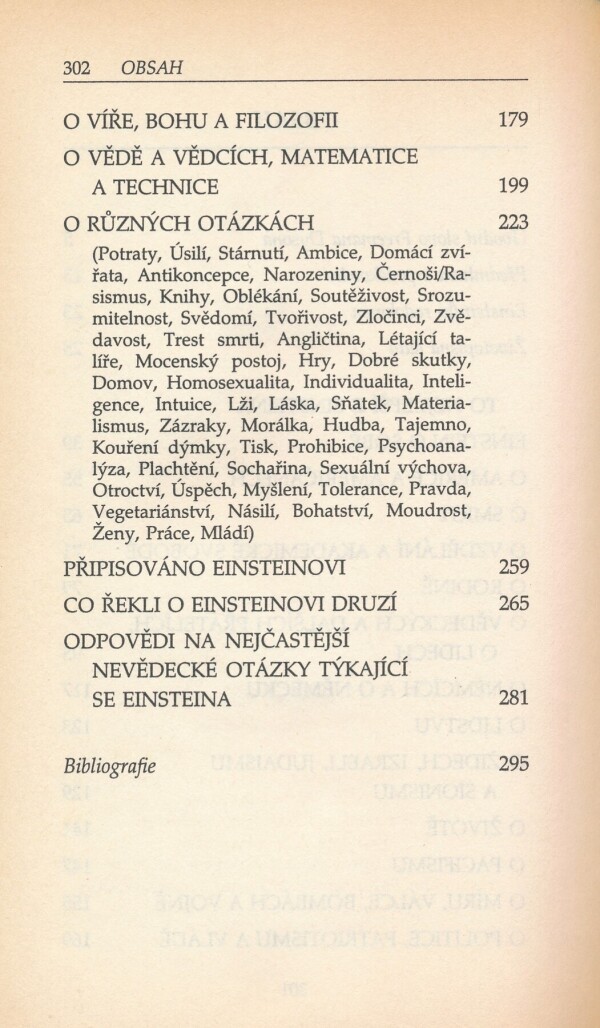 302 OBSAH
O VÍŘE, BOHU A FILOZOFII 179
O VĚDĚ A VĚDCÍCH, MATEMATICE
A TECHNICE 199
O RŮZNÝCH OTÁZKÁCH 223
(Potraty, Úsilí, Stárnutí, Ambice, Domácí zví-
řata, Antikoncepce, Narozeniny, Černoši/Ra-
sismus, Knihy, Oblékání, Soutěživost, Srozu-
mitelnost, Svědomí, Tvořivost, Zločinci, Zvě-
davost, Trest smrti, Angličtina, Létající ta-
líře, Mocenský postoj, Hry, Dobré skutky,
Domov, Homosexualita, Individualita, Inteli-
gence, Intuice, Lži, Láska, Sňatek, Materia-
lismus, Zázraky, Morálka, Hudba, Tajemno,
Kouření dýmky, Tisk, Prohibice, Psychoana-
lýza, Plachtění, Sochařina, Sexuální výchova,
Otroctví, Úspěch, Myšlení, Tolerance, Pravda,
Vegetariánství, Násilí, Bohatství, Moudrost,
Ženy, Práce, Mládí)
PŘIPISOVÁNO EINSTEINOVI 259
CO ŘEKLI O EINSTEINOVI DRUZÍ 265
ODPOVĚDI NA NEJČASTĚJŠÍ
NEVĚDECKÉ OTÁZKY TÝKAJÍCÍ
SE EINSTEINA 281
Bibliografie 295